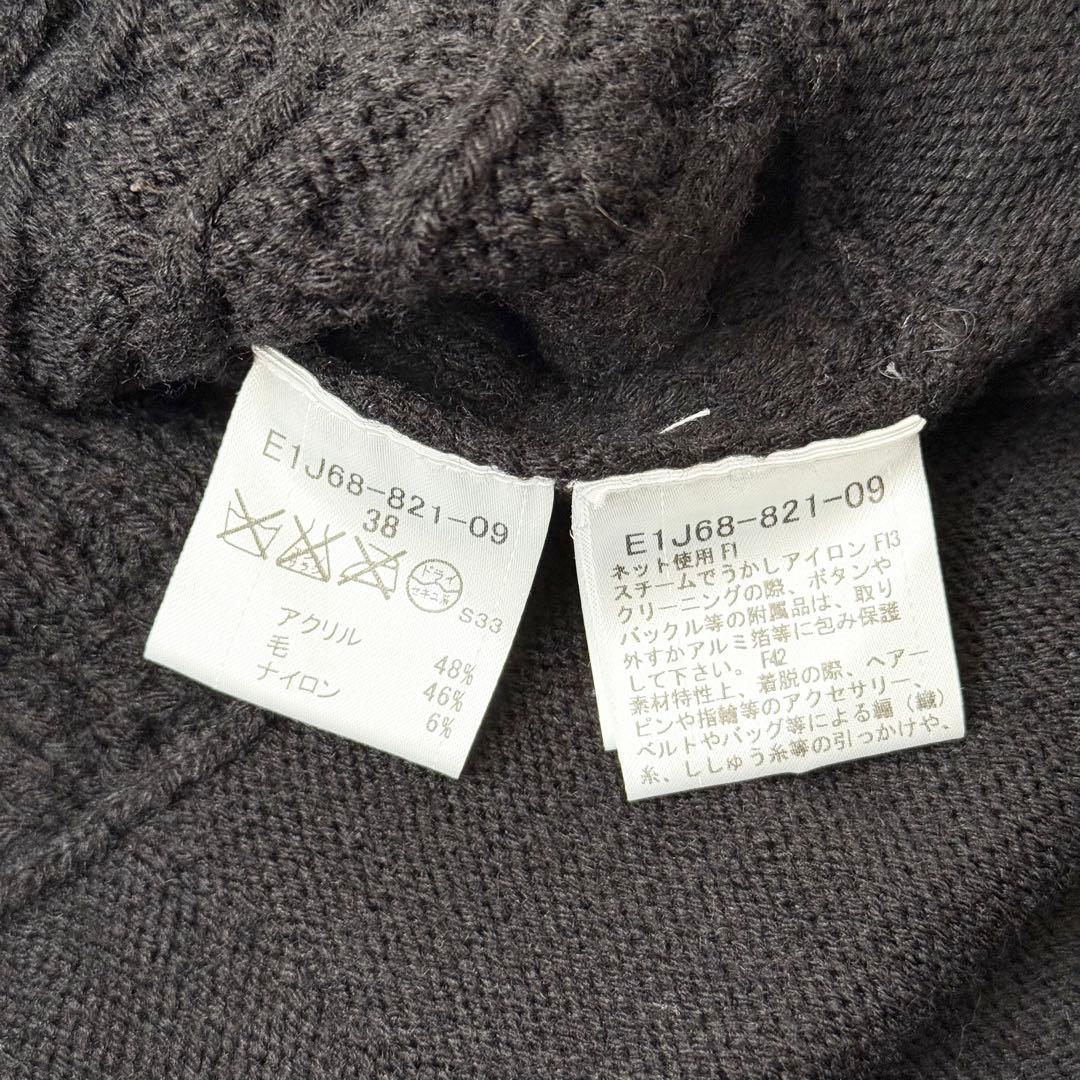 E1J68-821-09
38
エンソ
サラシ
ドライ
セキユ系
S33
アクリル 48%
毛 46%
ナイロン 6%
E1J68-821-09
ネット使用 F1
スチームでうかしアイロン F13
クリーニングの際、ボタンや
バックル等の附属品は、取り
外すかアルミ箔等に包み保護
して下さい。 F42
素材特性上、着脱の際、ヘアー
ピンや指輪等のアクセサリー、
ベルトやバッグ等による編（織）
糸、ししゅう糸等の引っかけや、